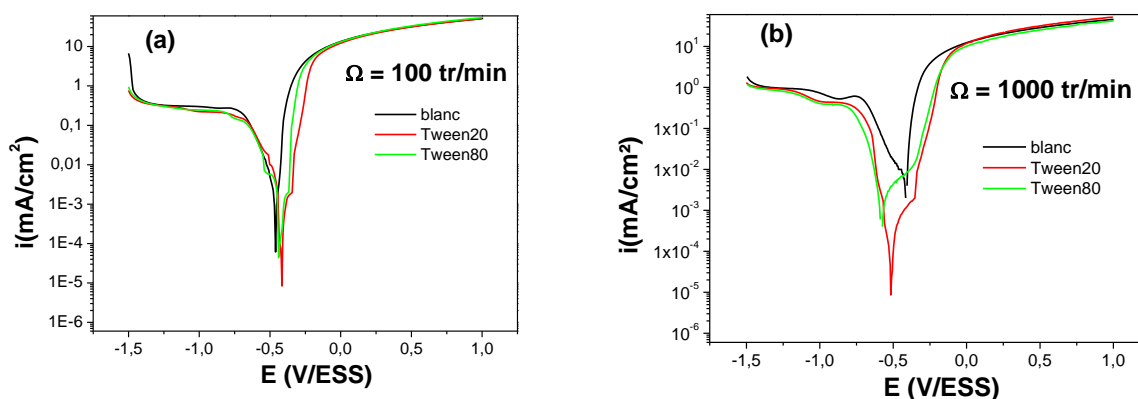 (a)
Ω = 100 tr/min
blanc
Tween20
Tween80
10
1
0,1
0,01
1E-3
1E-4
1E-5
1E-6
i(mA/cm²)
-1,5 -1,0 -0,5 0,0 0,5 1,0
E (V/ESS)
(b)
Ω = 1000 tr/min
blanc
Tween20
Tween80
10¹
10⁰
1x10⁻¹
10⁻²
10⁻³
1x10⁻⁴
10⁻⁵
10⁻⁶
i(mA/cm²)
-1,5 -1,0 -0,5 0,0 0,5 1,0
E (V/ESS)